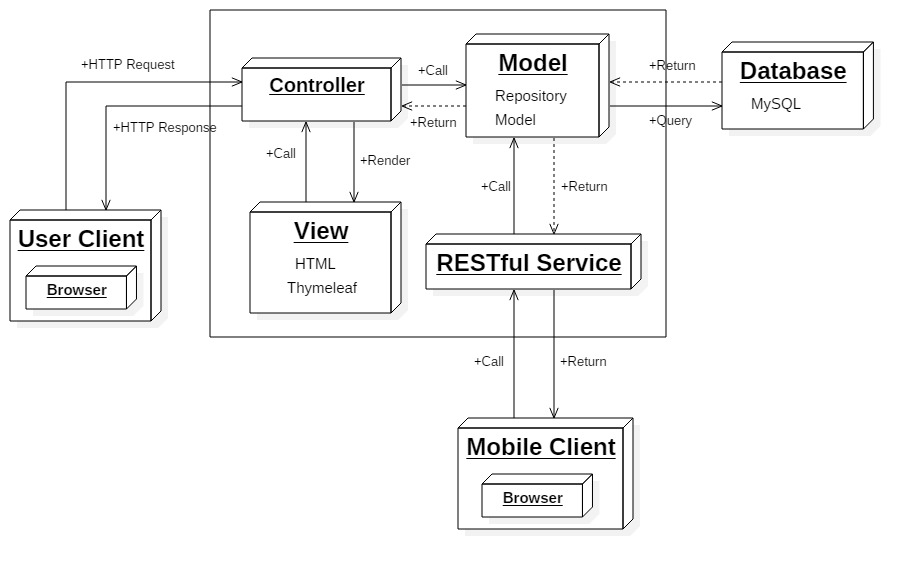 +HTTP Request
Controller
+Call
Model
Repository
Model
+Return
Database
MySQL
+HTTP Response
+Return
+Query
+Call
+Render
+Call
+Return
User Client
Browser
View
HTML
Thymeleaf
RESTful Service
+Call
+Return
Mobile Client
Browser